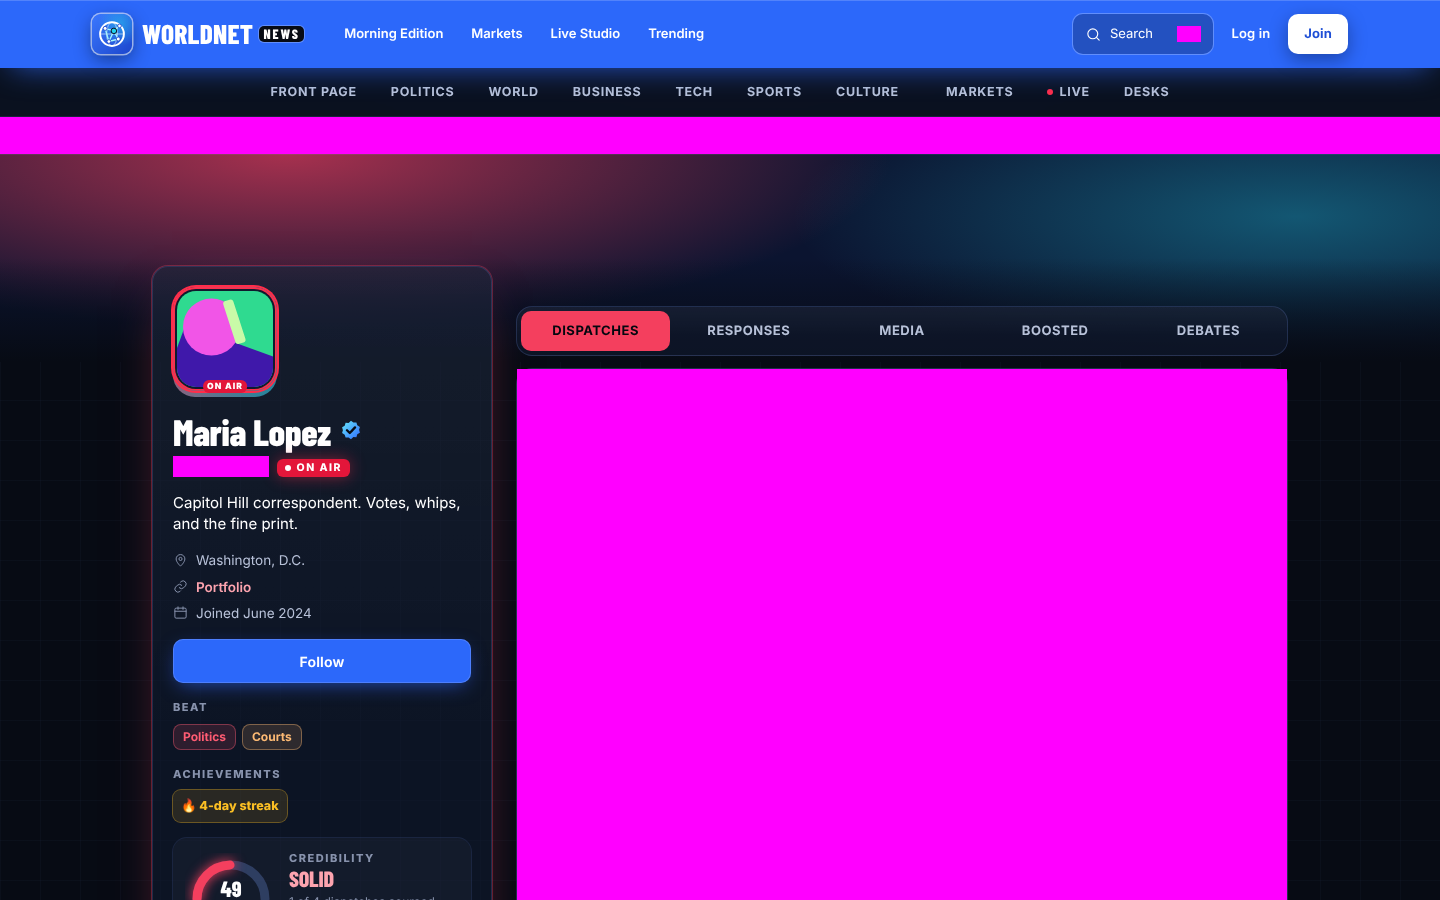 WORLDNET NEWS
Morning Edition
Markets
Live Studio
Trending
Search
Log in
Join
FRONT PAGE
POLITICS
WORLD
BUSINESS
TECH
SPORTS
CULTURE
MARKETS
LIVE
DESKS
ON AIR
Maria Lopez
ON AIR
Capitol Hill correspondent. Votes, whips,
and the fine print.
Washington, D.C.
Portfolio
Joined June 2024
Follow
BEAT
Politics
Courts
ACHIEVEMENTS
4-day streak
CREDIBILITY
49
SOLID
DISPATCHES
RESPONSES
MEDIA
BOOSTED
DEBATES